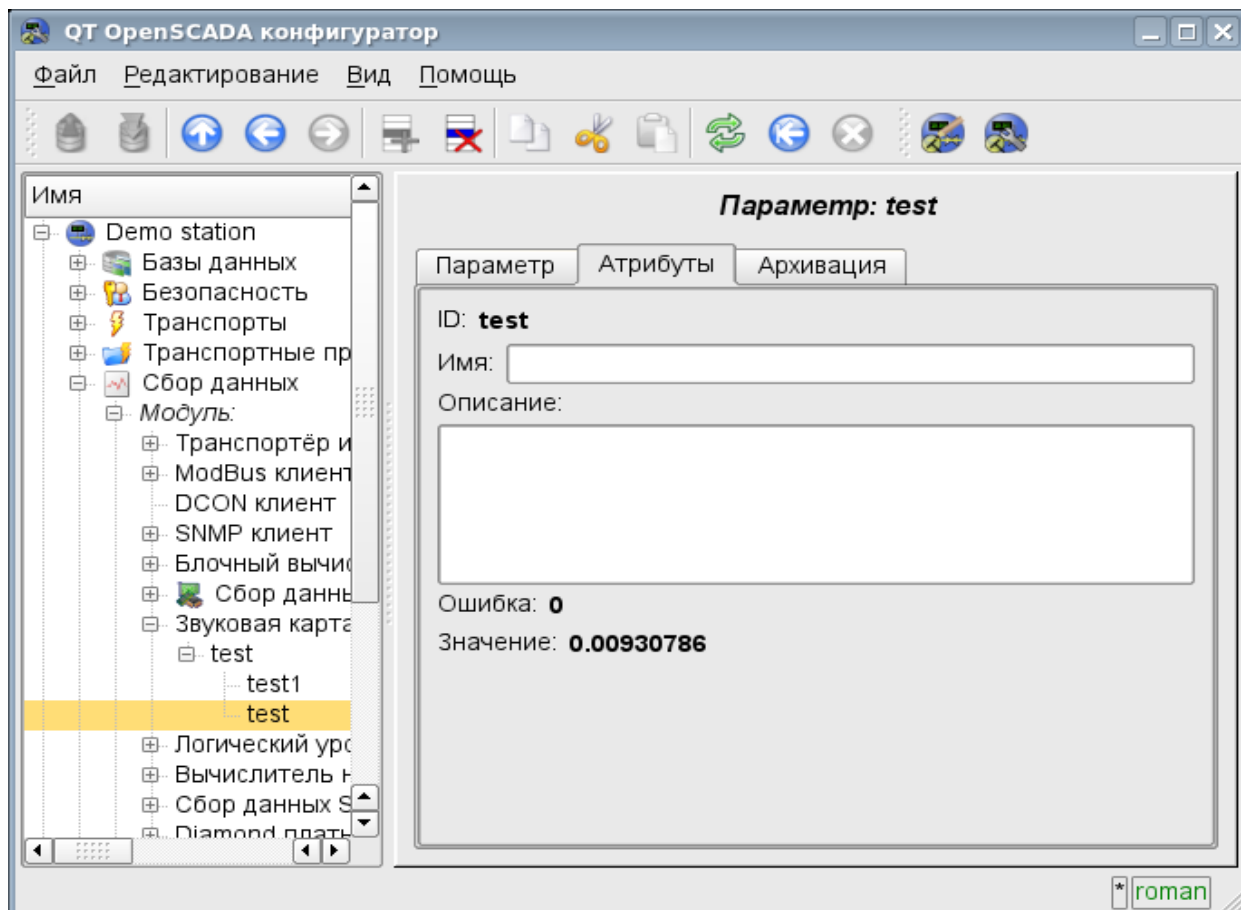 QT OpenSCADA конфигуратор
Файл Редактирование Вид Помощь
Имя
Demo station
Базы данных
Безопасность
Транспорты
Транспортные пр
Сбор данных
Модуль:
Транспортёр и
ModBus клиент
DCON клиент
SNMP клиент
Блочный вычис
Сбор данны
Звуковая карта
test
test1
test
Логический уро
Вычислитель н
Сбор данных S
Diamond платы
Параметр: test
Параметр Атрибуты Архивация
ID: test
Имя:
Описание:
Ошибка: 0
Значение: 0.00930786
* roman